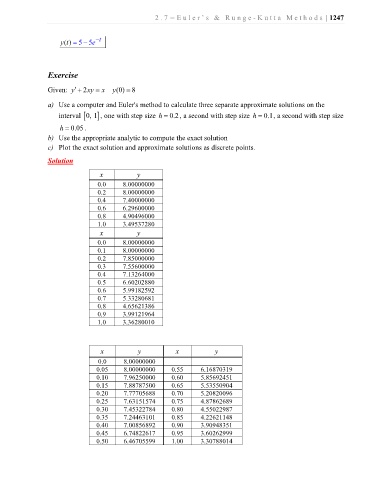 2.7 – Euler's & Runge-Kutta Methods | 1247
y(t) = 5 − 5e^{−t}
Exercise
Given: y' + 2xy = x   y(0) = 8
a) Use a computer and Euler's method to calculate three separate approximate solutions on the
interval [0, 1], one with step size h = 0.2, a second with step size h = 0.1, a second with step size
h = 0.05.
b) Use the appropriate analytic to compute the exact solution
c) Plot the exact solution and approximate solutions as discrete points.
Solution
x y
0.0 8.00000000
0.2 8.00000000
0.4 7.40000000
0.6 6.29600000
0.8 4.90496000
1.0 3.49537280
x y
0.0 8.00000000
0.1 8.00000000
0.2 7.85000000
0.3 7.55600000
0.4 7.13264000
0.5 6.60202880
0.6 5.99182592
0.7 5.33280681
0.8 4.65621386
0.9 3.99121964
1.0 3.36280010
x y x y
0.0 8.00000000
0.05 8.00000000 0.55 6.16870319
0.10 7.96250000 0.60 5.85692451
0.15 7.88787500 0.65 5.53550904
0.20 7.77705688 0.70 5.20820096
0.25 7.63151574 0.75 4.87862689
0.30 7.45322784 0.80 4.55022987
0.35 7.24463101 0.85 4.22621148
0.40 7.00856892 0.90 3.90948351
0.45 6.74822617 0.95 3.60262999
0.50 6.46705599 1.00 3.30788014